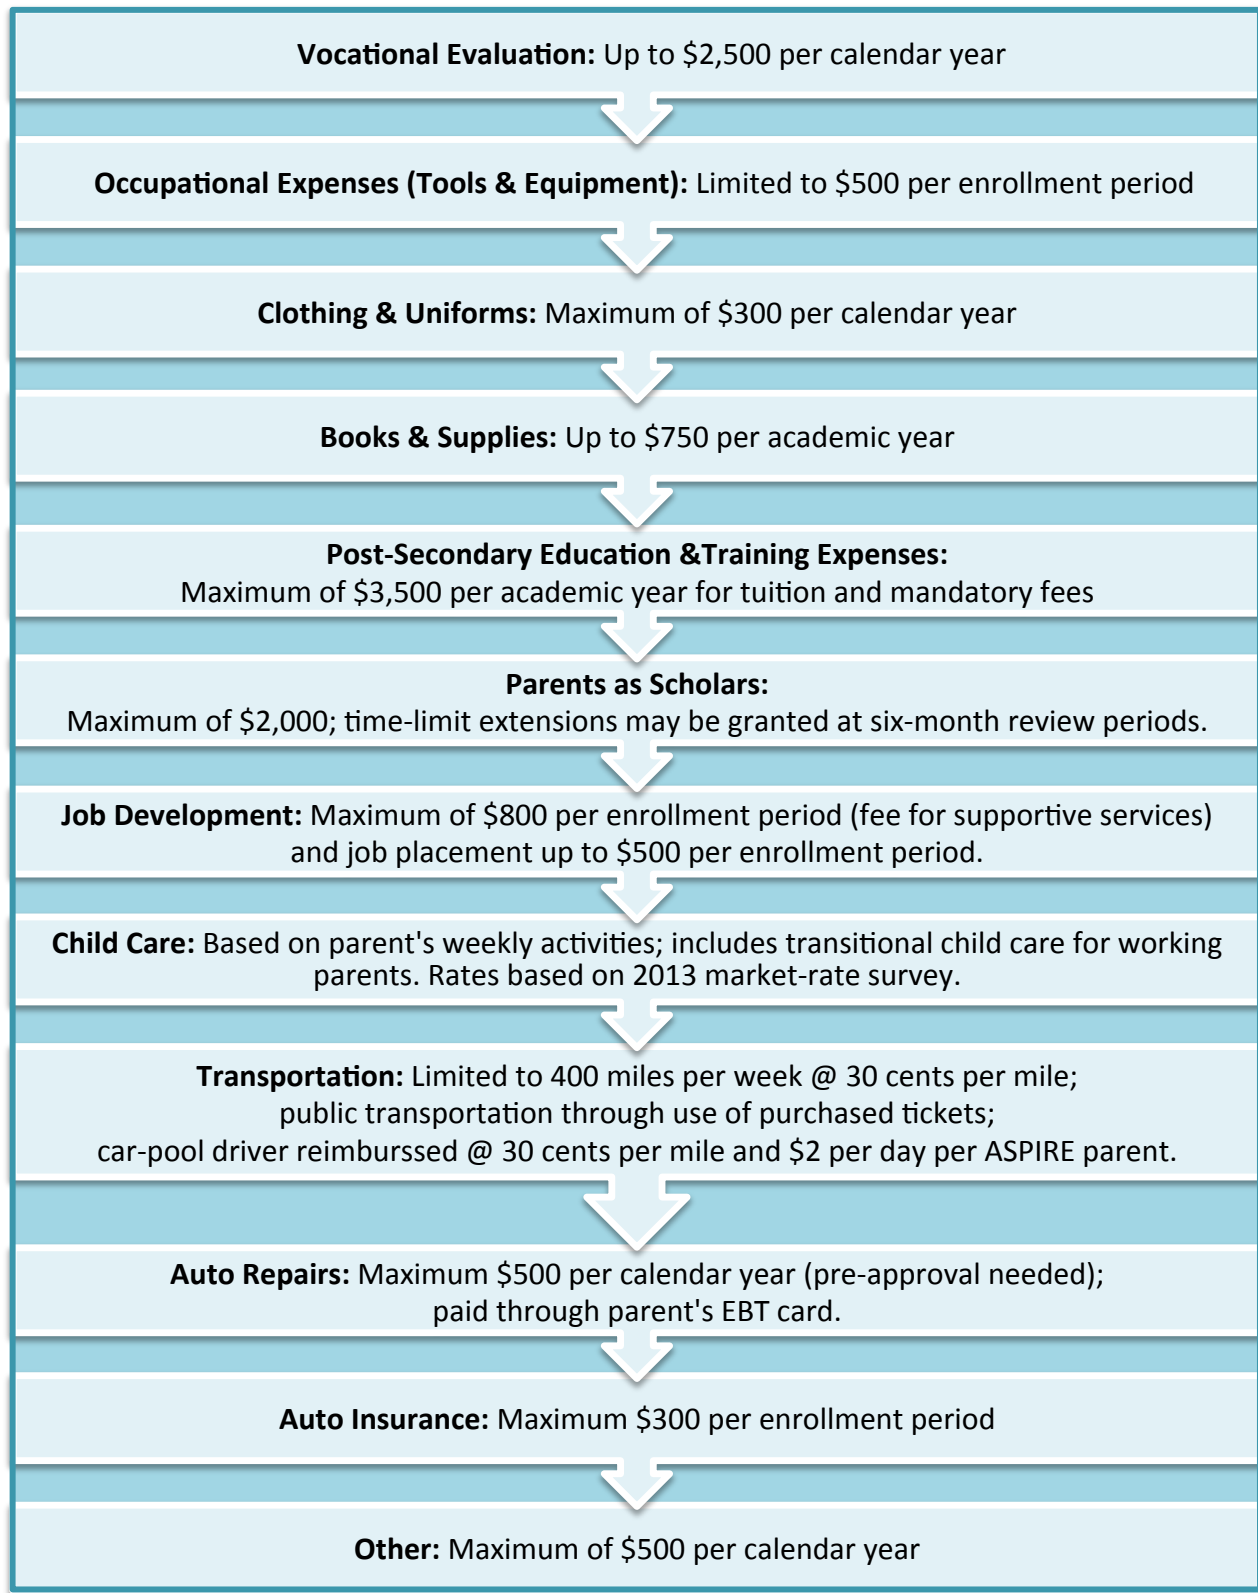 Vocational Evaluation: Up to $2,500 per calendar year
Occupational Expenses (Tools & Equipment): Limited to $500 per enrollment period
Clothing & Uniforms: Maximum of $300 per calendar year
Books & Supplies: Up to $750 per academic year
Post-Secondary Education &Training Expenses:
Maximum of $3,500 per academic year for tuition and mandatory fees
Parents as Scholars:
Maximum of $2,000; time-limit extensions may be granted at six-month review periods.
Job Development: Maximum of $800 per enrollment period (fee for supportive services)
and job placement up to $500 per enrollment period.
Child Care: Based on parent's weekly activities; includes transitional child care for working
parents. Rates based on 2013 market-rate survey.
Transportation: Limited to 400 miles per week @ 30 cents per mile;
public transportation through use of purchased tickets;
car-pool driver reimburssed @ 30 cents per mile and $2 per day per ASPIRE parent.
Auto Repairs: Maximum $500 per calendar year (pre-approval needed);
paid through parent's EBT card.
Auto Insurance: Maximum $300 per enrollment period
Other: Maximum of $500 per calendar year